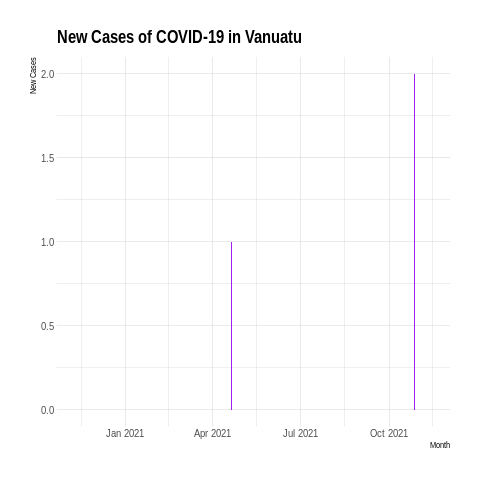 New Cases of COVID-19 in Vanuatu
New Cases
2.0
1.5
1.0
0.5
0.0
Jan 2021 Apr 2021 Jul 2021 Oct 2021
Month